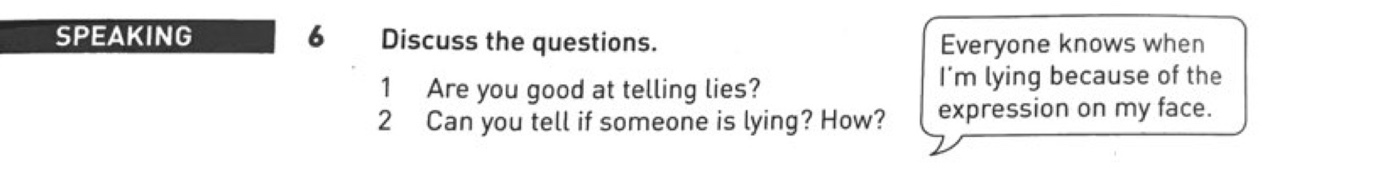 SPEAKING
6 Discuss the questions.
1 Are you good at telling lies?
2 Can you tell if someone is lying? How?
Everyone knows when
I'm lying because of the
expression on my face.